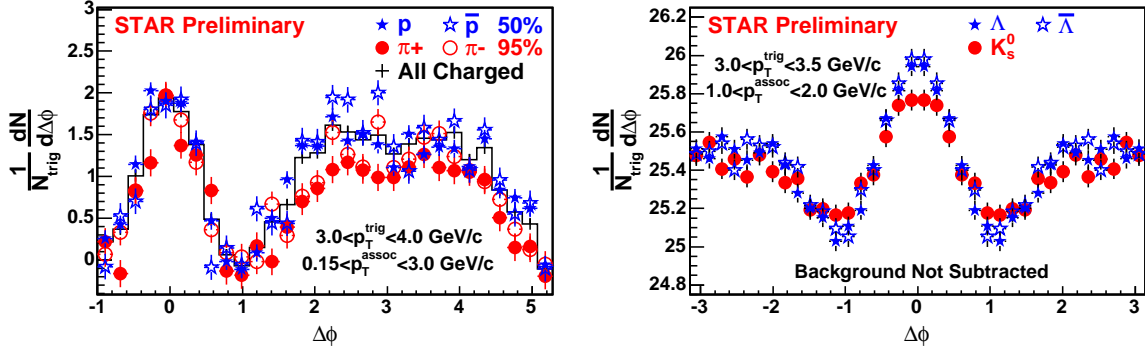 STAR Preliminary
★ p ☆ p̅ 50%
● π+ ○ π- 95%
+ All Charged
3.0<p_T^trig<4.0 GeV/c
0.15<p_T^assoc<3.0 GeV/c
1/N_trig dN/dΔϕ
3
2.5
2
1.5
1
0.5
0
-1 0 1 2 3 4 5
Δϕ
STAR Preliminary
★ Λ ☆ Λ̅
● K_s^0
3.0<p_T^trig<3.5 GeV/c
1.0<p_T^assoc<2.0 GeV/c
Background Not Subtracted
1/N_trig dN/dΔϕ
26.2
26
25.8
25.6
25.4
25.2
25
24.8
-3 -2 -1 0 1 2 3
Δϕ